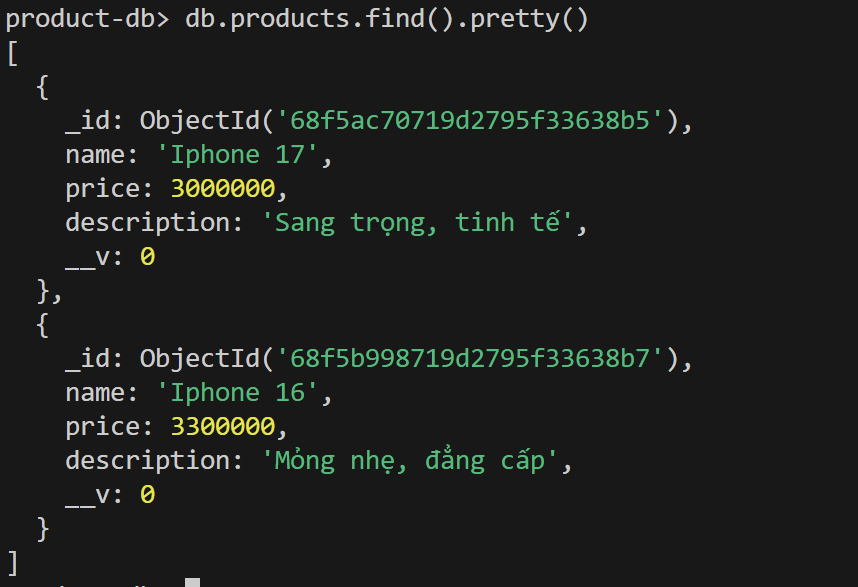 product-db> db.products.find().pretty()
[
  {
    _id: ObjectId('68f5ac70719d2795f33638b5'),
    name: 'Iphone 17',
    price: 3000000,
    description: 'Sang trọng, tinh tế',
    __v: 0
  },
  {
    _id: ObjectId('68f5b998719d2795f33638b7'),
    name: 'Iphone 16',
    price: 3300000,
    description: 'Mỏng nhẹ, đẳng cấp',
    __v: 0
  }
]